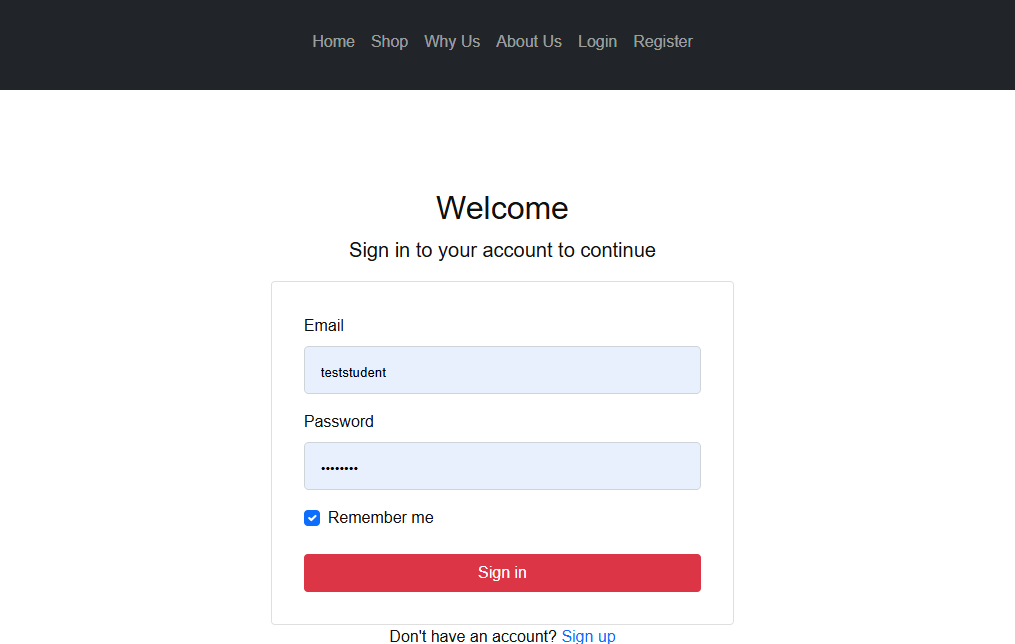 Home Shop Why Us About Us Login Register
Welcome
Sign in to your account to continue
Email
teststudent
Password
••••••••
Remember me
Sign in
Don't have an account? Sign up